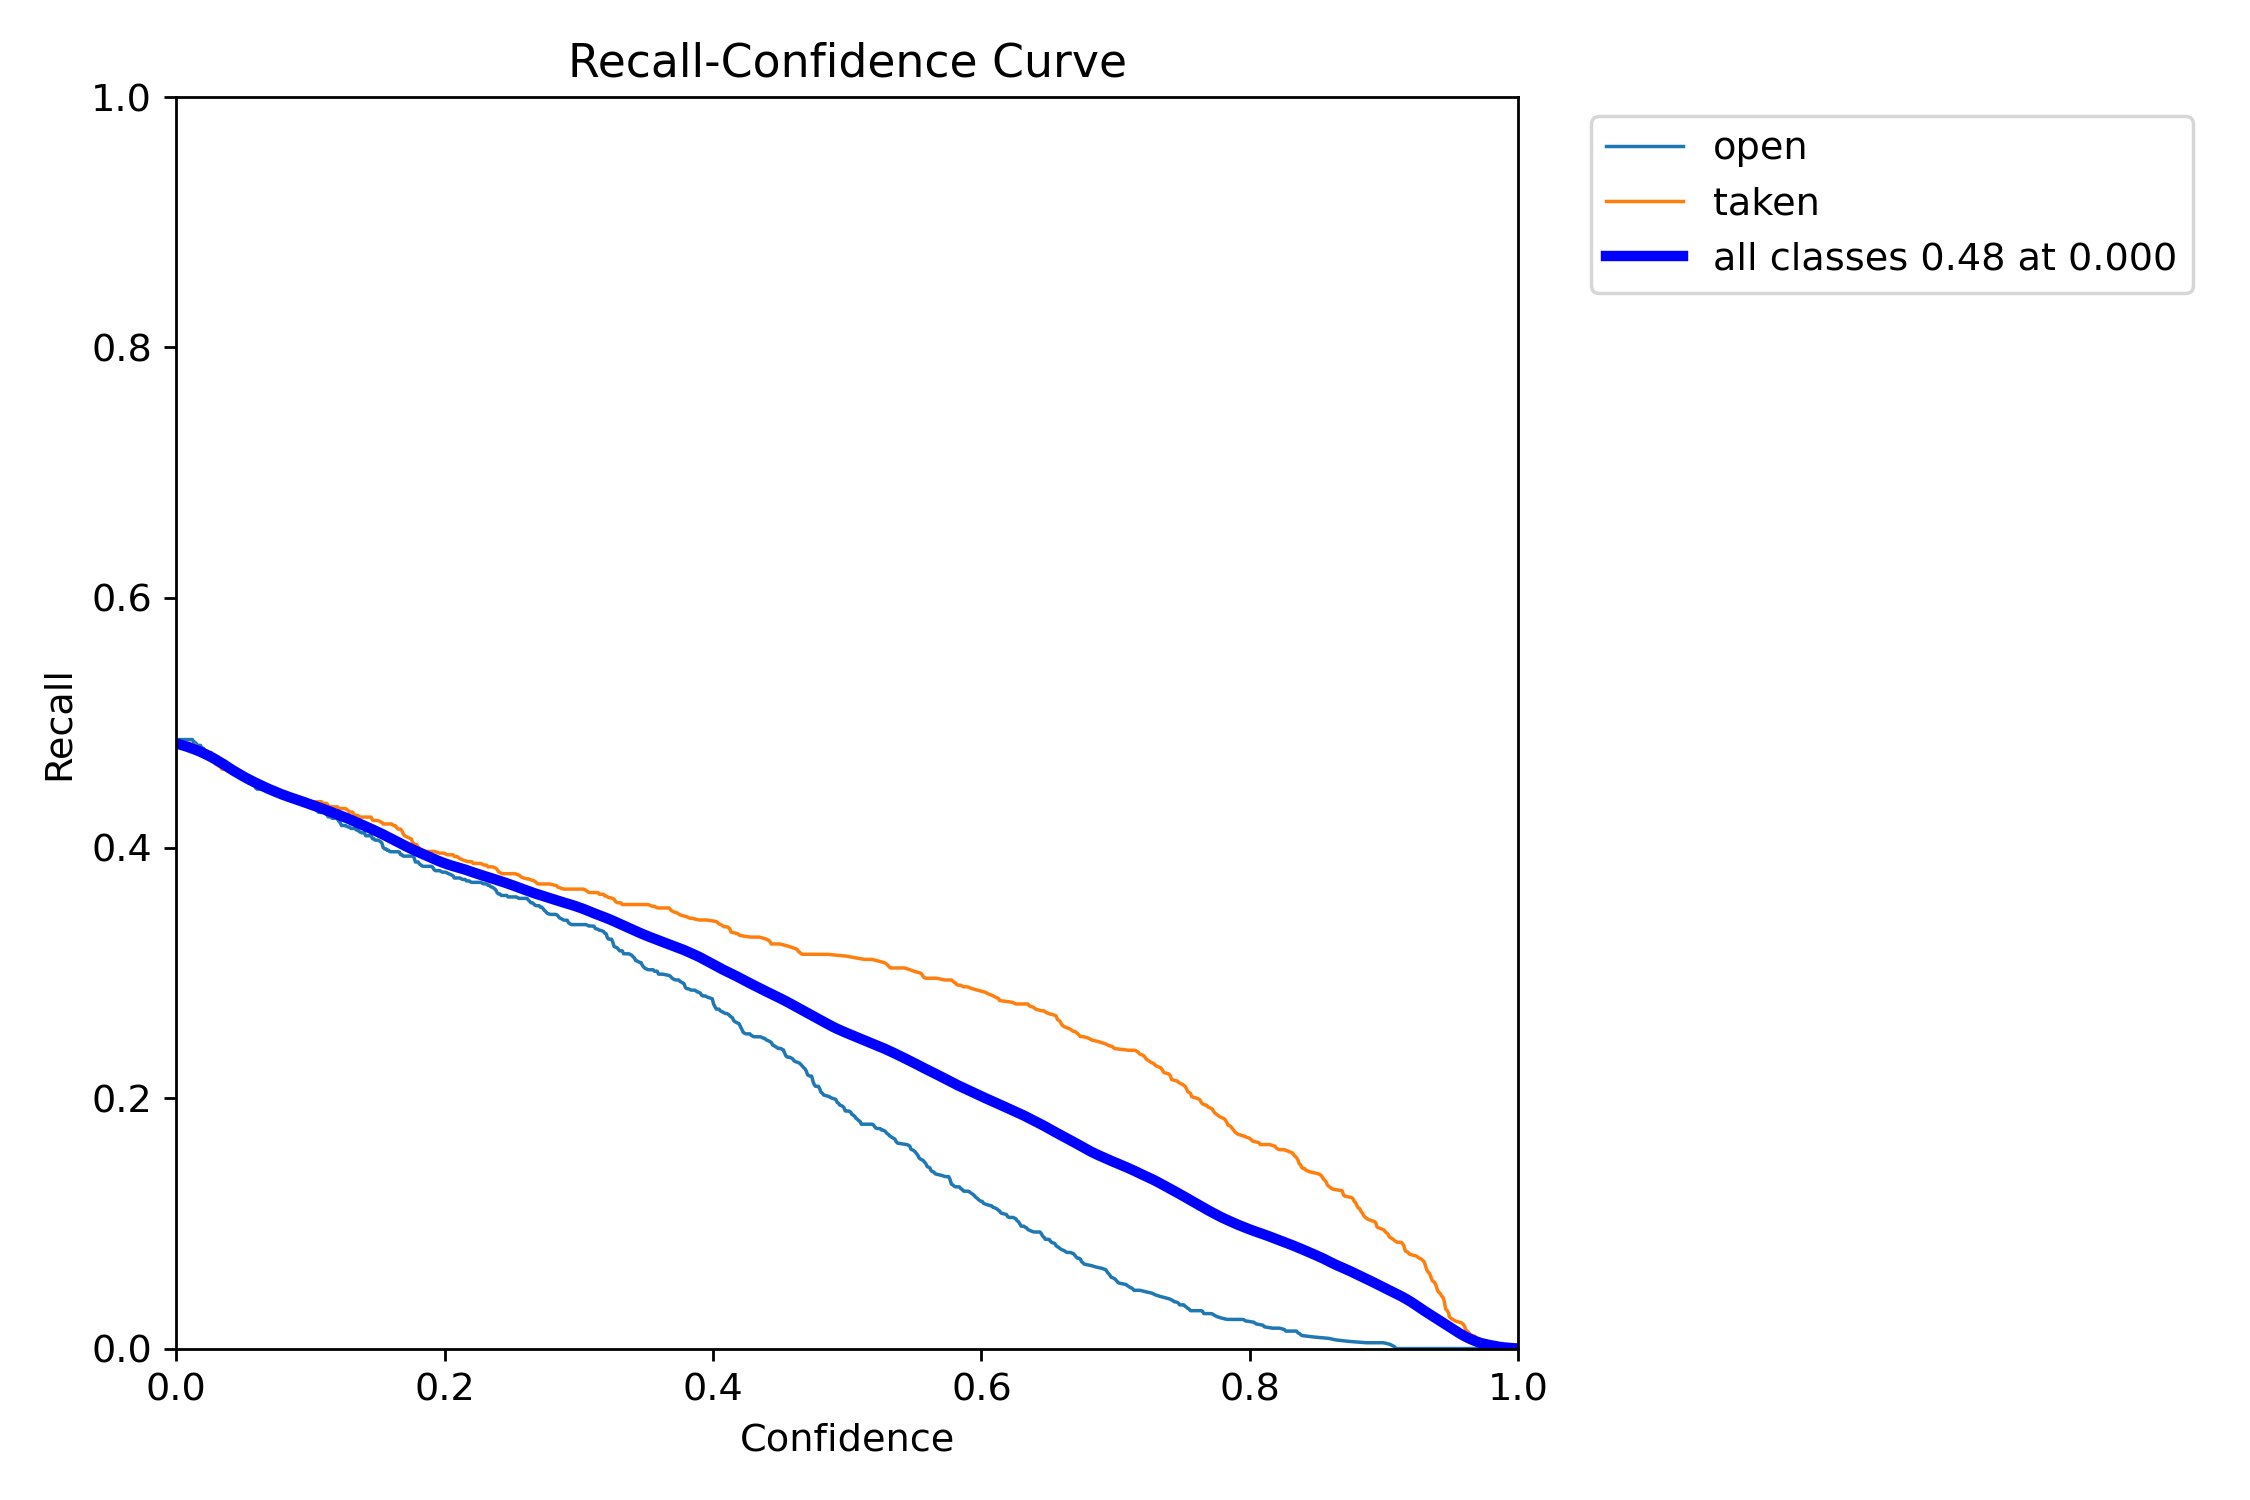 Recall-Confidence Curve
1.0
0.8
0.6
0.4
0.2
0.0
Recall
0.0 0.2 0.4 0.6 0.8 1.0
Confidence
open
taken
all classes 0.48 at 0.000